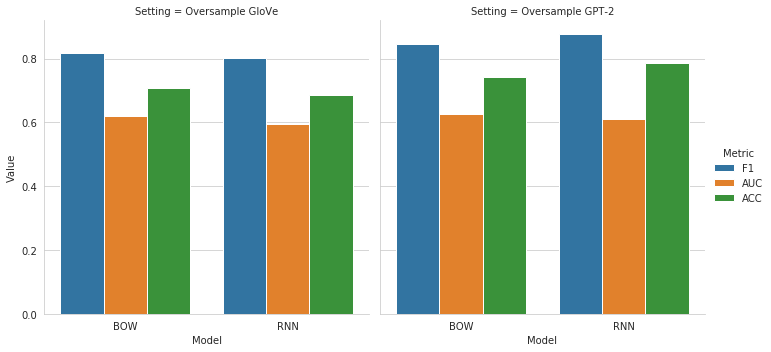 Setting = Oversample GloVe
Setting = Oversample GPT-2
0.8
0.6
0.4
0.2
0.0
Value
BOW
RNN
Model
BOW
RNN
Model
Metric
F1
AUC
ACC